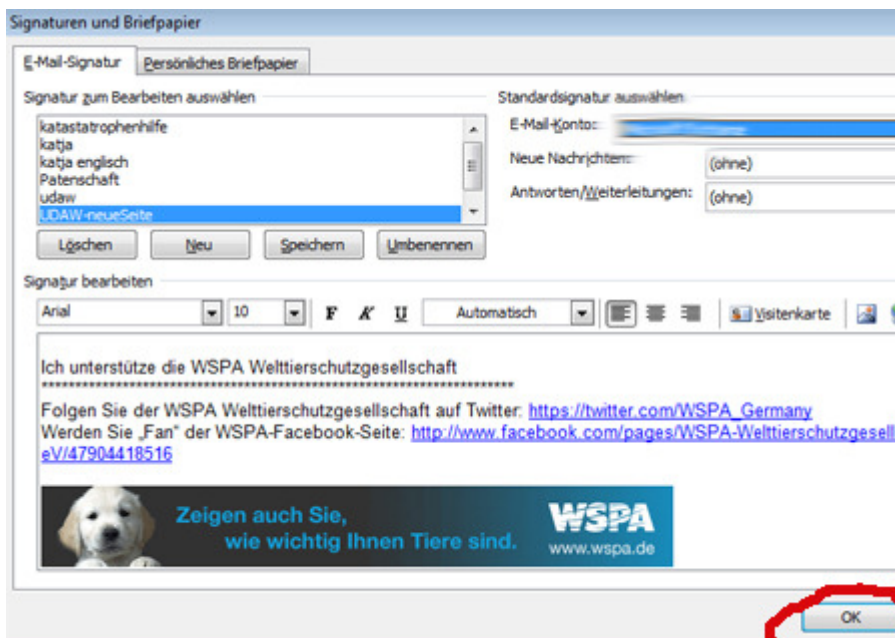 Signaturen und Briefpapier
E-Mail-Signatur Persönliches Briefpapier
Signatur zum Bearbeiten auswählen
katastatrophenhilfe
katja
katja englisch
Patenschaft
udaw
UDAW-neueSeite
Löschen Neu Speichern Umbenennen
Standardsignatur auswählen
E-Mail-Konto:
Neue Nachrichten: (ohne)
Antworten/Weiterleitungen: (ohne)
Signatur bearbeiten
Arial 10 F K U Automatisch Visitenkarte
Ich unterstütze die WSPA Welttierschutzgesellschaft
**********************************************************************
Folgen Sie der WSPA Welttierschutzgesellschaft auf Twitter: https://twitter.com/WSPA_Germany
Werden Sie „Fan“ der WSPA-Facebook-Seite: http://www.facebook.com/pages/WSPA-Welttierschutzgesell
eV/47904418516
Zeigen auch Sie,
wie wichtig Ihnen Tiere sind.
WSPA
www.wspa.de
OK